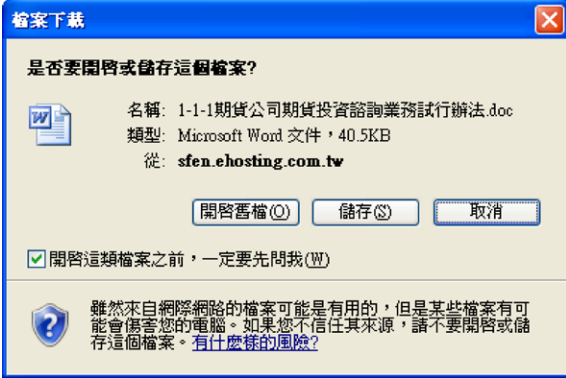 檔案下載
是否要開啟或儲存這個檔案?
名稱: 1-1-1期貨公司期貨投資諮詢業務試行辦法.doc
類型: Microsoft Word 文件,40.5KB
從: sfen.ehosting.com.tw
開啟舊檔(O) 儲存(S) 取消
開啟這類檔案之前,一定要先問我(W)
雖然來自網際網路的檔案可能是有用的,但是某些檔案有可
能會傷害您的電腦。如果您不信任其來源,請不要開啟或儲
存這個檔案。有什麼樣的風險?